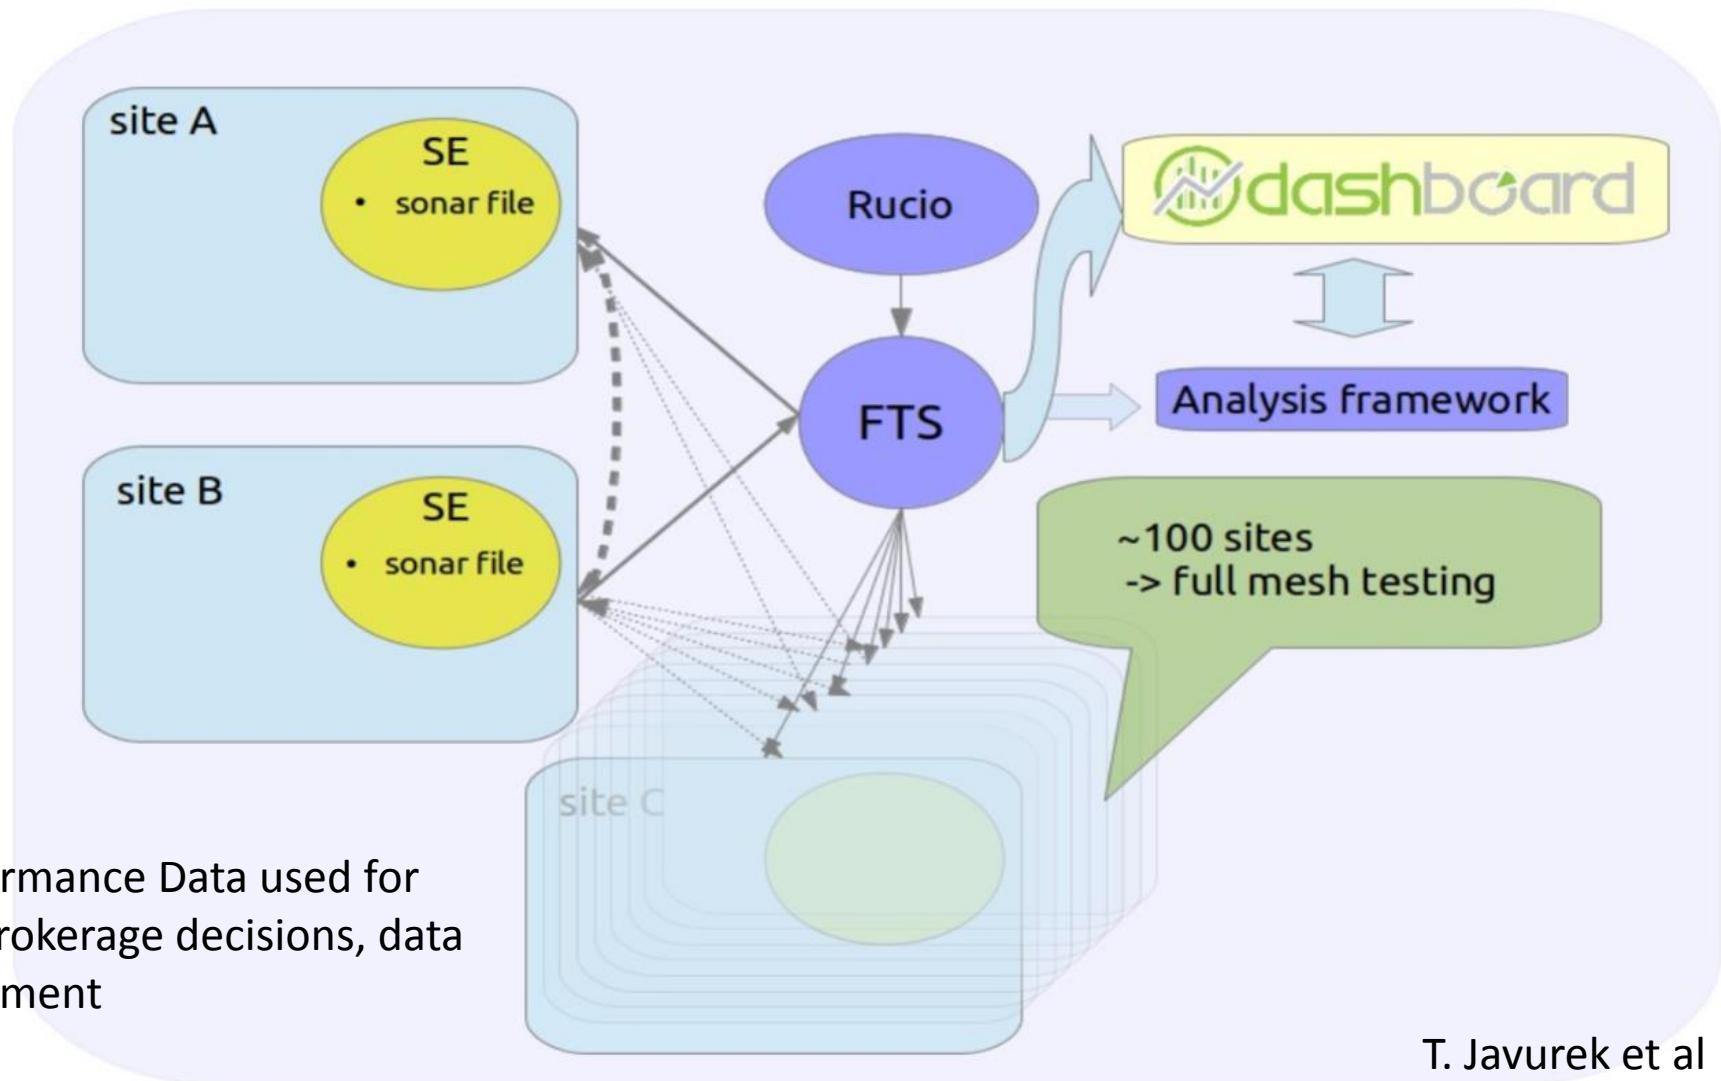 site A
SE
• sonar file
Rucio
dashboard
FTS
Analysis framework
site B
SE
• sonar file
~100 sites
-> full mesh testing
site C
rmance Data used for
rokerage decisions, data
ment
T. Javurek et al